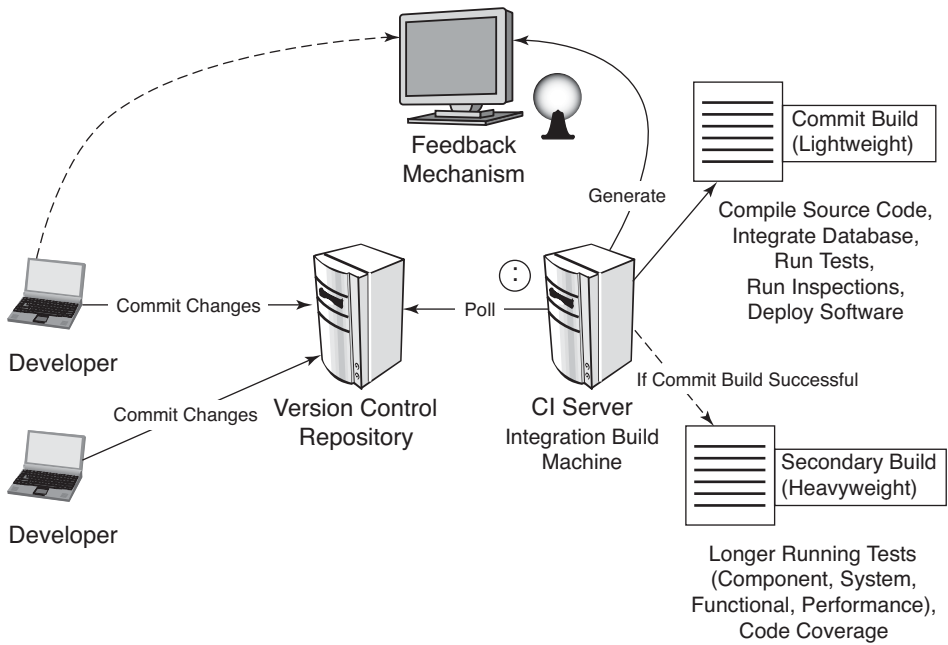 Feedback
Mechanism
Commit Build
(Lightweight)
Generate
Compile Source Code,
Integrate Database,
Run Tests,
Run Inspections,
Deploy Software
Commit Changes
:
Poll
Developer
If Commit Build Successful
Commit Changes
Version Control
Repository
CI Server
Integration Build
Machine
Secondary Build
(Heavyweight)
Developer
Longer Running Tests
(Component, System,
Functional, Performance),
Code Coverage